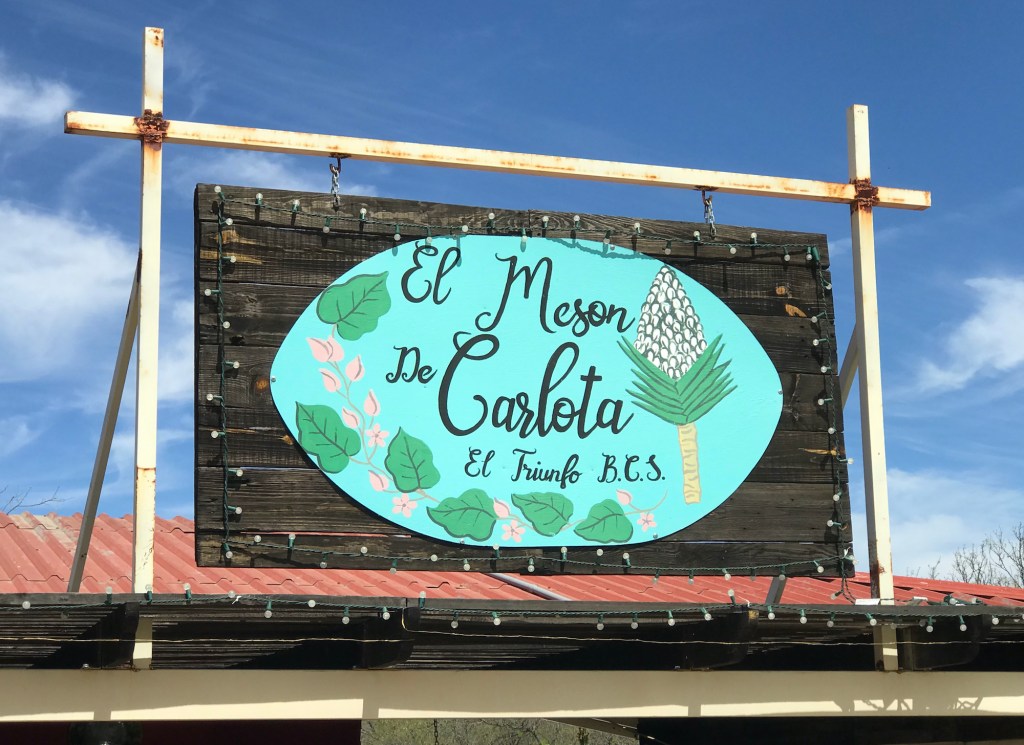 El Meson
De Carlota
El Triunfo B.C.S.